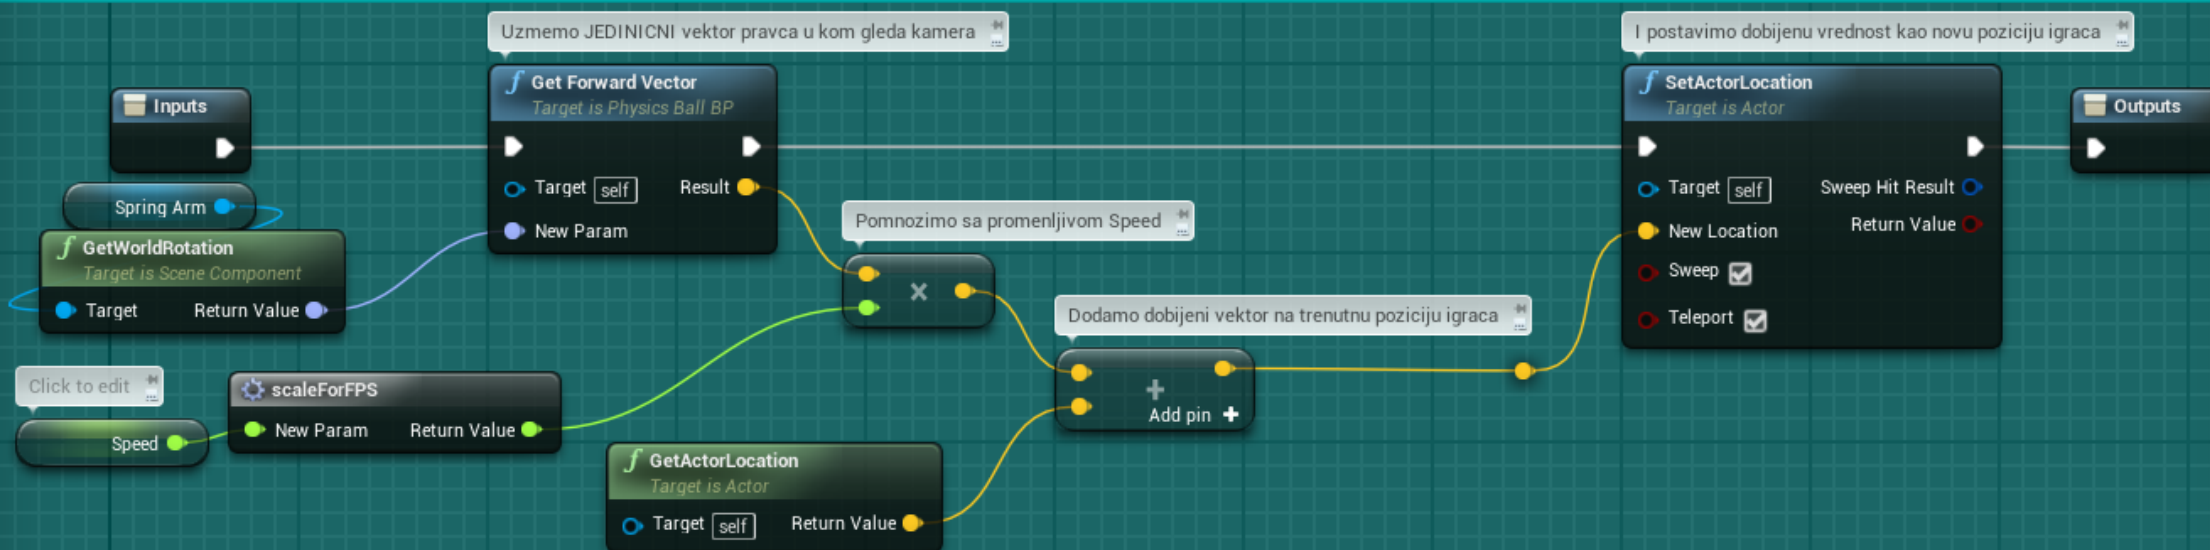 Uzmemo JEDINICNI vektor pravca u kom gleda kamera
I postavimo dobijenu vrednost kao novu poziciju igraca
Inputs
Get Forward Vector
Target is Physics Ball BP
Target self
Result
New Param
SetActorLocation
Target is Actor
Target self
Sweep Hit Result
New Location
Return Value
Sweep
Teleport
Outputs
Spring Arm
GetWorldRotation
Target is Scene Component
Target
Return Value
Pomnozimo sa promenljivom Speed
×
Dodamo dobijeni vektor na trenutnu poziciju igraca
+
Add pin +
Click to edit
Speed
scaleForFPS
New Param
Return Value
GetActorLocation
Target is Actor
Target self
Return Value